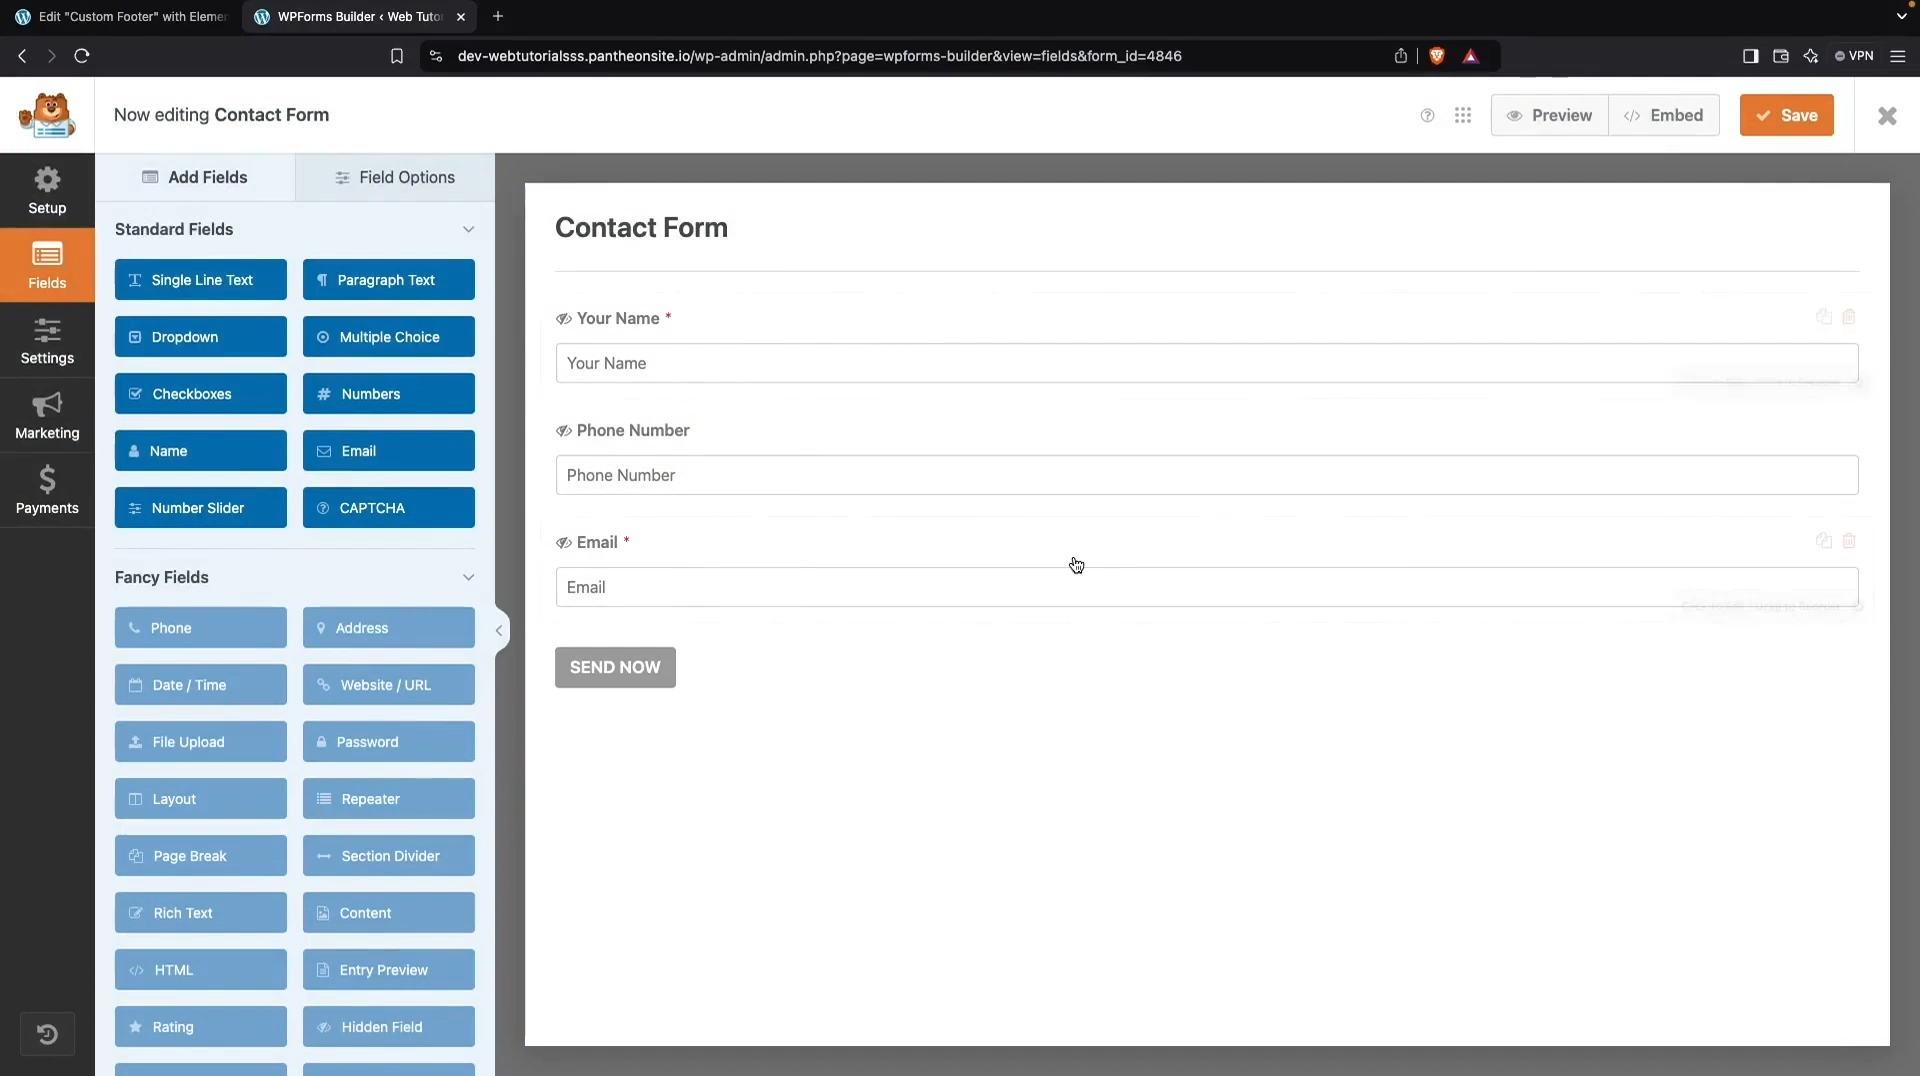 Edit "Custom Footer" with Elemen
WPForms Builder ‹ Web Tuto
dev-webtutorialsss.pantheonsite.io/wp-admin/admin.php?page=wpforms-builder&view=fields&form_id=4846
VPN
Now editing Contact Form
Preview
Embed
Save
Setup
Fields
Settings
Marketing
Payments
Add Fields
Field Options
Standard Fields
Single Line Text
Paragraph Text
Dropdown
Multiple Choice
Checkboxes
Numbers
Name
Email
Number Slider
CAPTCHA
Fancy Fields
Phone
Address
Date / Time
Website / URL
File Upload
Password
Layout
Repeater
Page Break
Section Divider
Rich Text
Content
HTML
Entry Preview
Rating
Hidden Field
Contact Form
Your Name *
Your Name
Phone Number
Phone Number
Email *
Email
SEND NOW